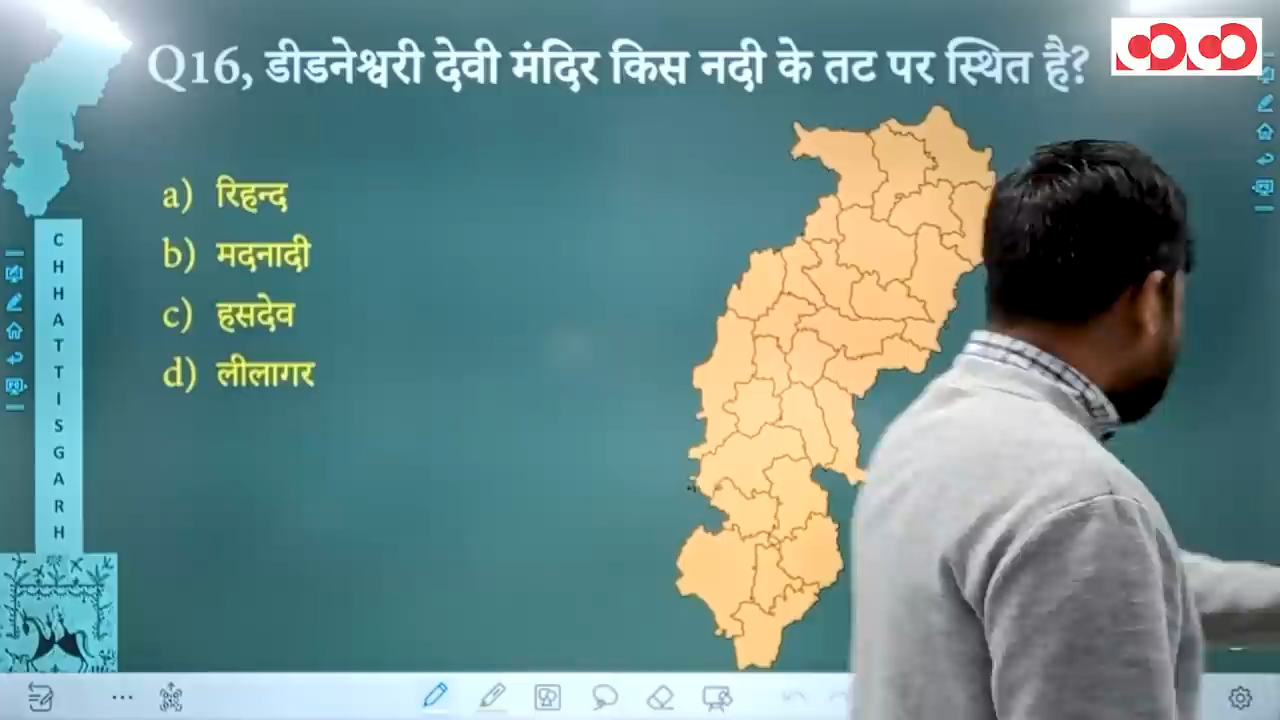 Q16, डीडनेश्वरी देवी मंदिर किस नदी के तट पर स्थित है?
a) रिहन्द
b) मदनादी
c) हसदेव
d) लीलागर
CHHATTISGARH